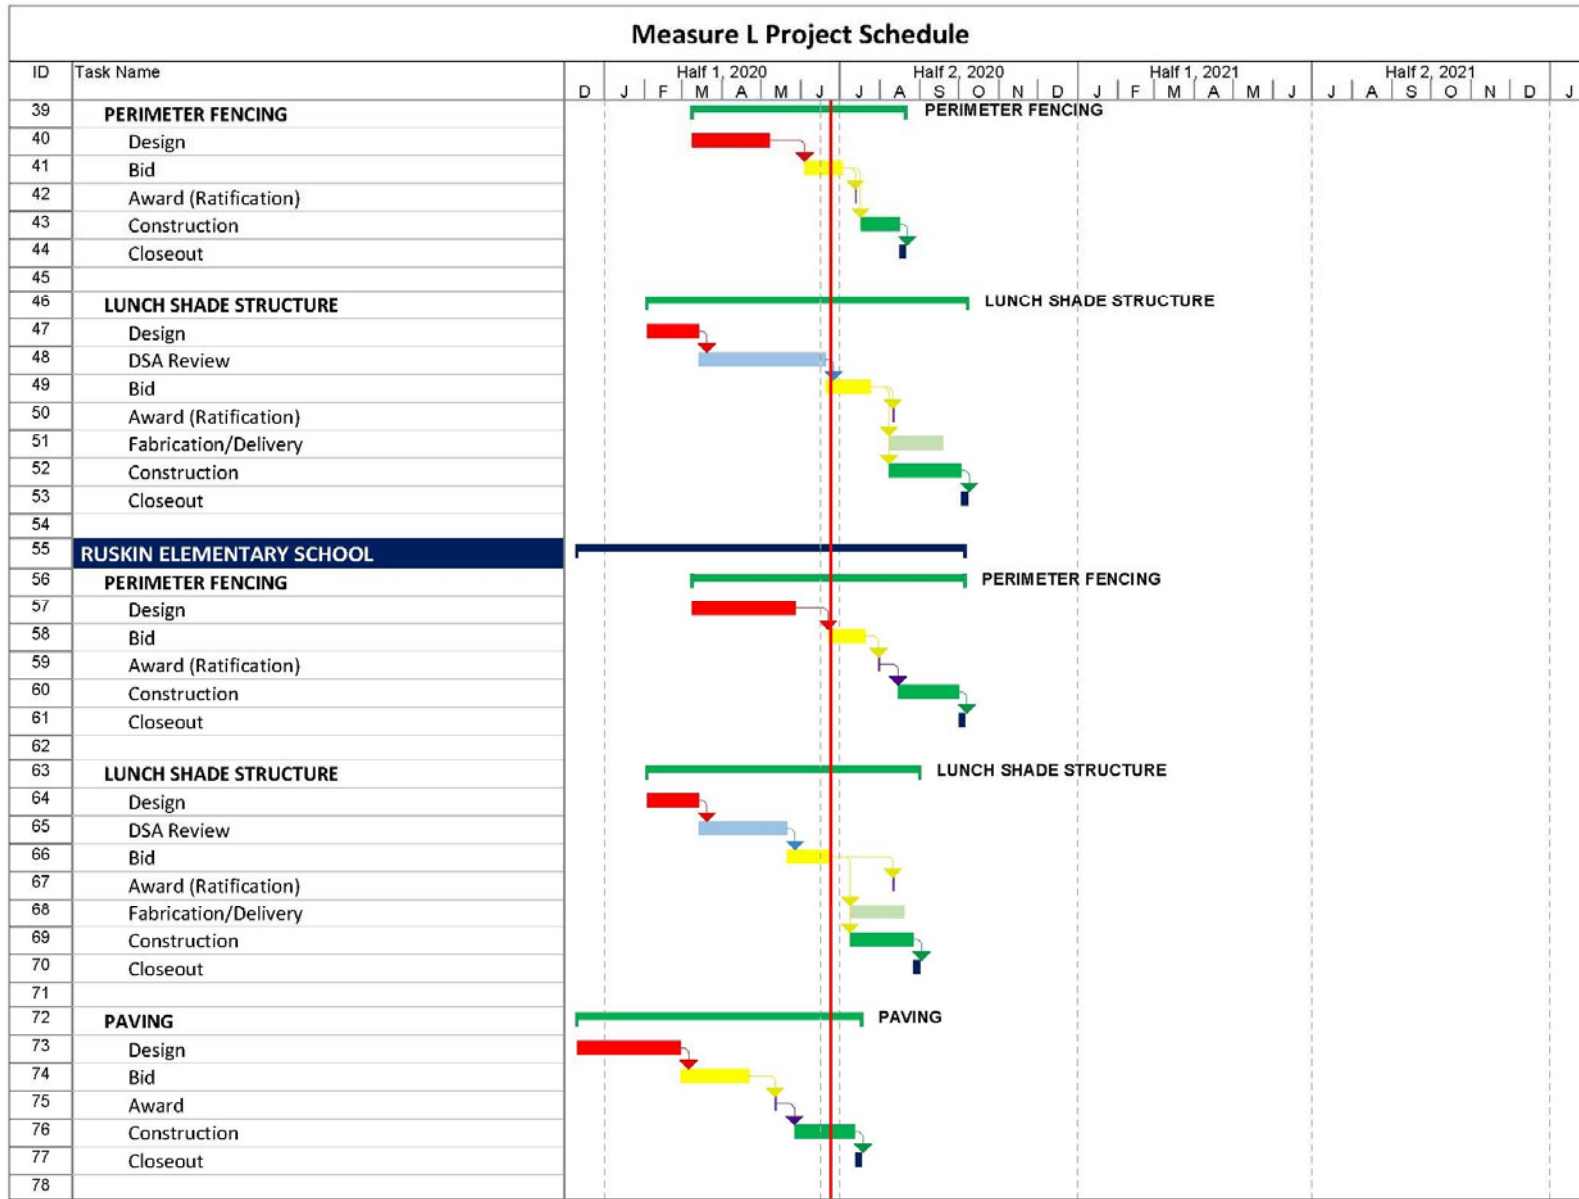 Measure L Project Schedule
ID Task Name Half 1, 2020 Half 2, 2020 Half 1, 2021 Half 2, 2021
D J F M A M J J A S O N D J F M A M J J A S O N D J
39 PERIMETER FENCING PERIMETER FENCING
40 Design
41 Bid
42 Award (Ratification)
43 Construction
44 Closeout
45
46 LUNCH SHADE STRUCTURE LUNCH SHADE STRUCTURE
47 Design
48 DSA Review
49 Bid
50 Award (Ratification)
51 Fabrication/Delivery
52 Construction
53 Closeout
54
55 RUSKIN ELEMENTARY SCHOOL
56 PERIMETER FENCING PERIMETER FENCING
57 Design
58 Bid
59 Award (Ratification)
60 Construction
61 Closeout
62
63 LUNCH SHADE STRUCTURE LUNCH SHADE STRUCTURE
64 Design
65 DSA Review
66 Bid
67 Award (Ratification)
68 Fabrication/Delivery
69 Construction
70 Closeout
71
72 PAVING PAVING
73 Design
74 Bid
75 Award
76 Construction
77 Closeout
78